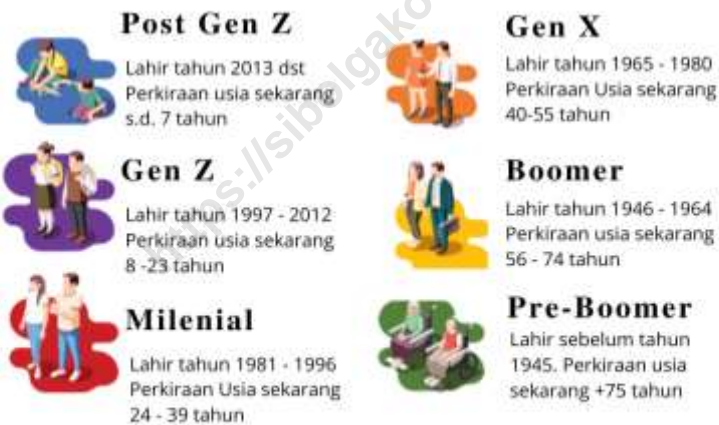 Post Gen Z
Lahir tahun 2013 dst
Perkiraan usia sekarang
s.d. 7 tahun
Gen Z
Lahir tahun 1997 - 2012
Perkiraan usia sekarang
8 -23 tahun
Milenial
Lahir tahun 1981 - 1996
Perkiraan Usia sekarang
24 - 39 tahun
Gen X
Lahir tahun 1965 - 1980
Perkiraan Usia sekarang
40-55 tahun
Boomer
Lahir tahun 1946 - 1964
Perkiraan usia sekarang
56 - 74 tahun
Pre-Boomer
Lahir sebelum tahun
1945. Perkiraan usia
sekarang +75 tahun
https://sibolgako